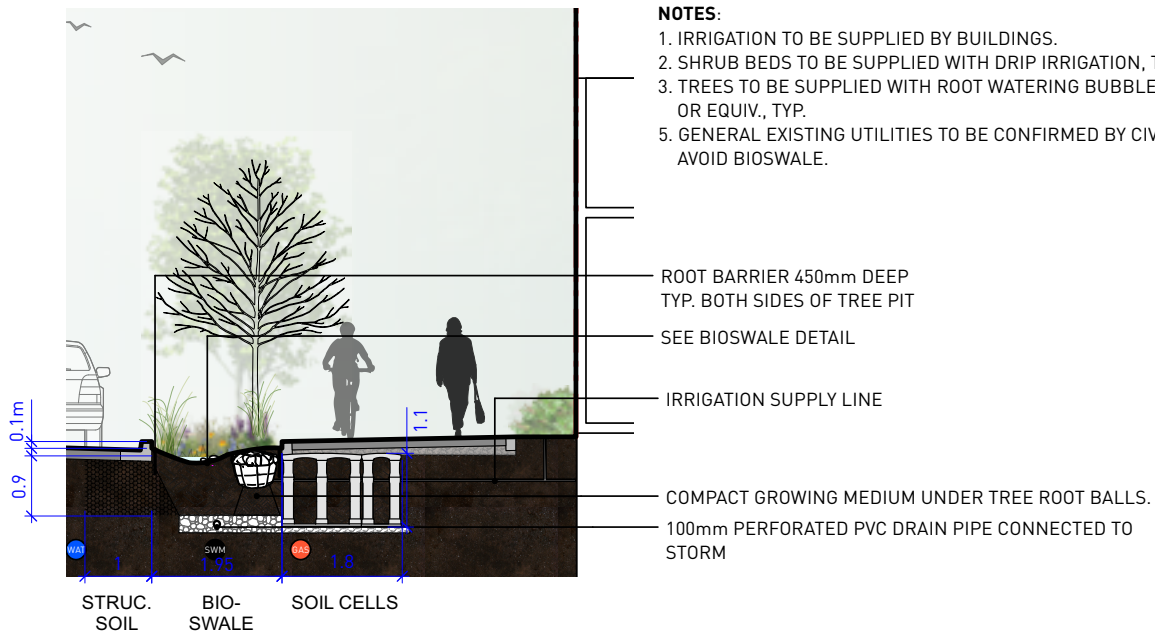 NOTES:
1. IRRIGATION TO BE SUPPLIED BY BUILDINGS.
2. SHRUB BEDS TO BE SUPPLIED WITH DRIP IRRIGATION,
3. TREES TO BE SUPPLIED WITH ROOT WATERING BUBBLE
OR EQUIV., TYP.
5. GENERAL EXISTING UTILITIES TO BE CONFIRMED BY
AVOID BIOSWALE.
ROOT BARRIER 450mm DEEP
TYP. BOTH SIDES OF TREE PIT
SEE BIOSWALE DETAIL
IRRIGATION SUPPLY LINE
COMPACT GROWING MEDIUM UNDER TREE ROOT BALLS.
100mm PERFORATED PVC DRAIN PIPE CONNECTED TO
STORM
0.1m
1.1
0.9
WAT
SWM
GAS
1
1.95
1.8
STRUC.
SOIL
BIO-
SWALE
SOIL CELLS